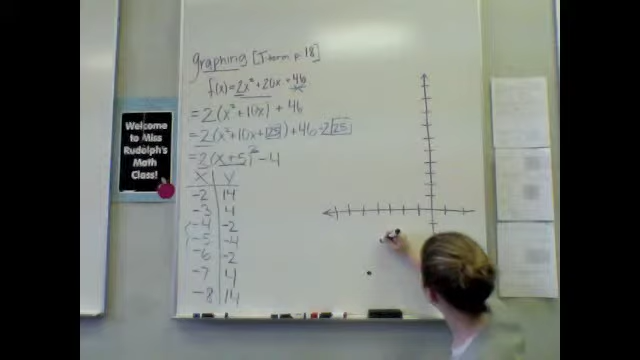 Welcome to
Miss
Rudolph's
Math
Class!
graphing [J term p. 18]
f(x)=2x²+20x+46
=2(x²+10x)+46
=2(x²+10x+25)+46-2[25]
=2(x+5)²-4
X Y
-2 14
-3 4
-4 -2
-5 -4
-6 -2
-7 4
-8 14